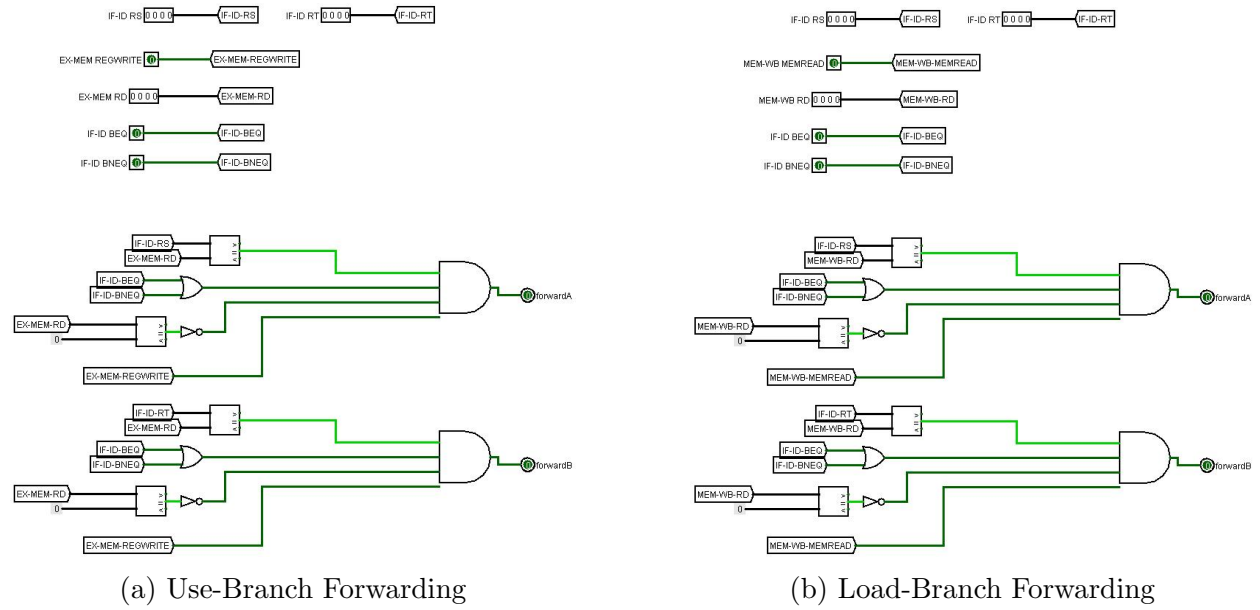 IF-ID RS 0 0 0 0 IF-ID-RS IF-ID RT 0 0 0 0 IF-ID-RT
EX-MEM REGWRITE 0 EX-MEM-REGWRITE
EX-MEM RD 0 0 0 0 EX-MEM-RD
IF-ID BEQ 0 IF-ID-BEQ
IF-ID BNEQ 0 IF-ID-BNEQ
IF-ID-RS
EX-MEM-RD
IF-ID-BEQ
IF-ID-BNEQ
0 forwardA
EX-MEM-RD
0
EX-MEM-REGWRITE
IF-ID-RT
EX-MEM-RD
IF-ID-BEQ
IF-ID-BNEQ
0 forwardB
EX-MEM-RD
0
EX-MEM-REGWRITE
(a) Use-Branch Forwarding
IF-ID RS 0 0 0 0 IF-ID-RS IF-ID RT 0 0 0 0 IF-ID-RT
MEM-WB MEMREAD 0 MEM-WB-MEMREAD
MEM-WB RD 0 0 0 0 MEM-WB-RD
IF-ID BEQ 0 IF-ID-BEQ
IF-ID BNEQ 0 IF-ID-BNEQ
IF-ID-RS
MEM-WB-RD
IF-ID-BEQ
IF-ID-BNEQ
0 forwardA
MEM-WB-RD
0
MEM-WB-MEMREAD
IF-ID-RT
MEM-WB-RD
IF-ID-BEQ
IF-ID-BNEQ
0 forwardB
MEM-WB-RD
0
MEM-WB-MEMREAD
(b) Load-Branch Forwarding